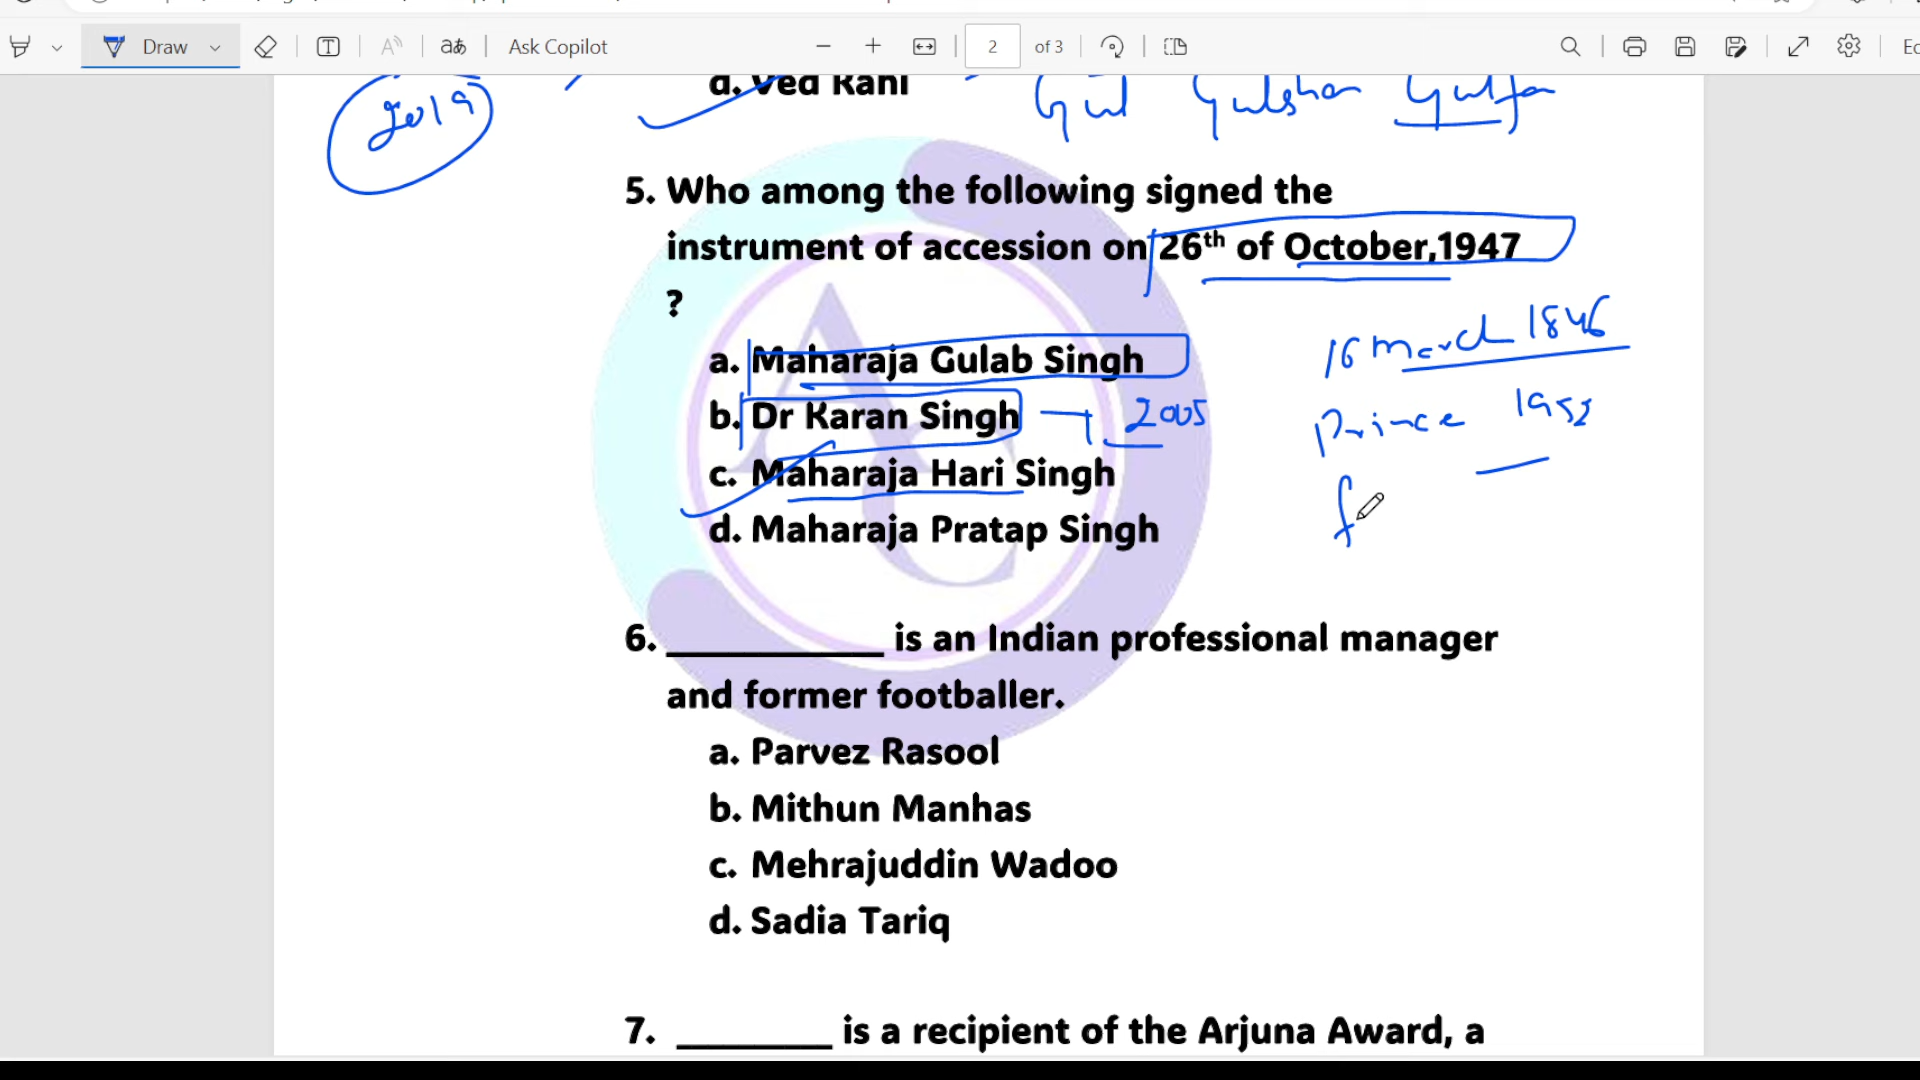 Draw
Ask Copilot
2 of 3
d. Ved Rahi
Gul Gulshan Gulfam
2019
5. Who among the following signed the
instrument of accession on 26th of October,1947
?
a. Maharaja Gulab Singh
16 march 1846
b. Dr Karan Singh
2005
Prince 1952
c. Maharaja Hari Singh
d. Maharaja Pratap Singh
6. ____________ is an Indian professional manager
and former footballer.
a. Parvez Rasool
b. Mithun Manhas
c. Mehrajuddin Wadoo
d. Sadia Tariq
7. _________ is a recipient of the Arjuna Award, a